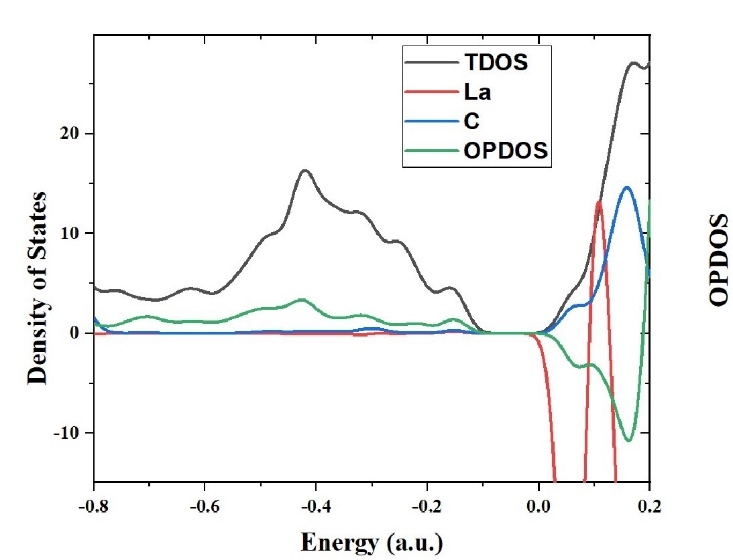 TDOS
La
C
OPDOS
20
10
0
-10
-0.8
-0.6
-0.4
-0.2
0.0
0.2
Density of States
Energy (a.u.)
OPDOS